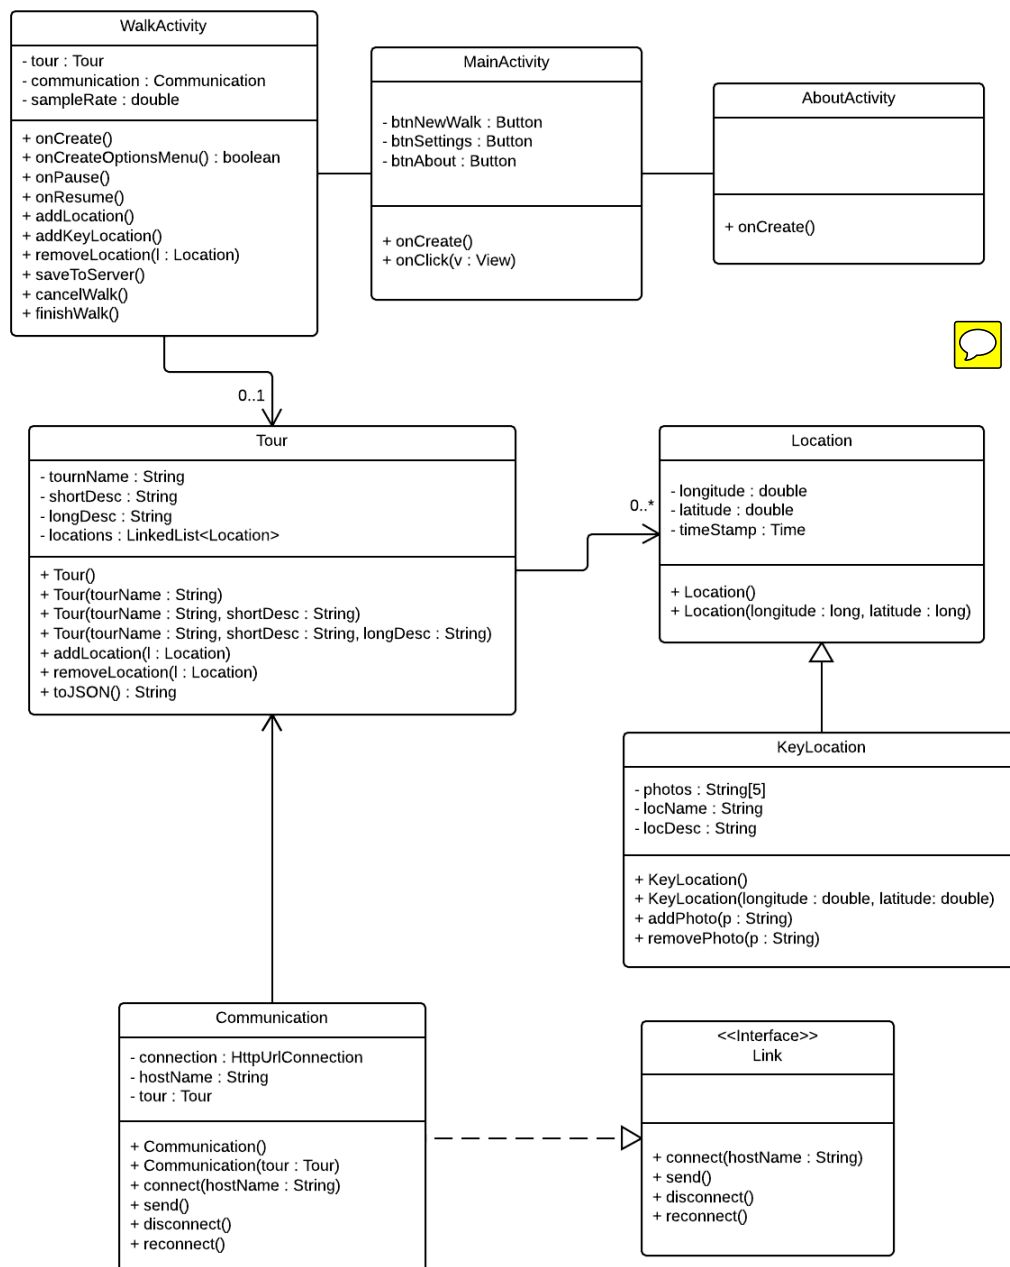 WalkActivity
- tour : Tour
- communication : Communication
- sampleRate : double
+ onCreate()
+ onCreateOptionsMenu() : boolean
+ onPause()
+ onResume()
+ addLocation()
+ addKeyLocation()
+ removeLocation(l : Location)
+ saveToServer()
+ cancelWalk()
+ finishWalk()
MainActivity
- btnNewWalk : Button
- btnSettings : Button
- btnAbout : Button
+ onCreate()
+ onClick(v : View)
AboutActivity
+ onCreate()
0..1
Tour
- tournName : String
- shortDesc : String
- longDesc : String
- locations : LinkedList<Location>
+ Tour()
+ Tour(tourName : String)
+ Tour(tourName : String, shortDesc : String)
+ Tour(tourName : String, shortDesc : String, longDesc : String)
+ addLocation(l : Location)
+ removeLocation(l : Location)
+ toJSON() : String
0..*
Location
- longitude : double
- latitude : double
- timeStamp : Time
+ Location()
+ Location(longitude : long, latitude : long)
KeyLocation
- photos : String[5]
- locName : String
- locDesc : String
+ KeyLocation()
+ KeyLocation(longitude : double, latitude: double)
+ addPhoto(p : String)
+ removePhoto(p : String)
Communication
- connection : HttpUrlConnection
- hostName : String
- tour : Tour
+ Communication()
+ Communication(tour : Tour)
+ connect(hostName : String)
+ send()
+ disconnect()
+ reconnect()
<<Interface>>
Link
+ connect(hostName : String)
+ send()
+ disconnect()
+ reconnect()